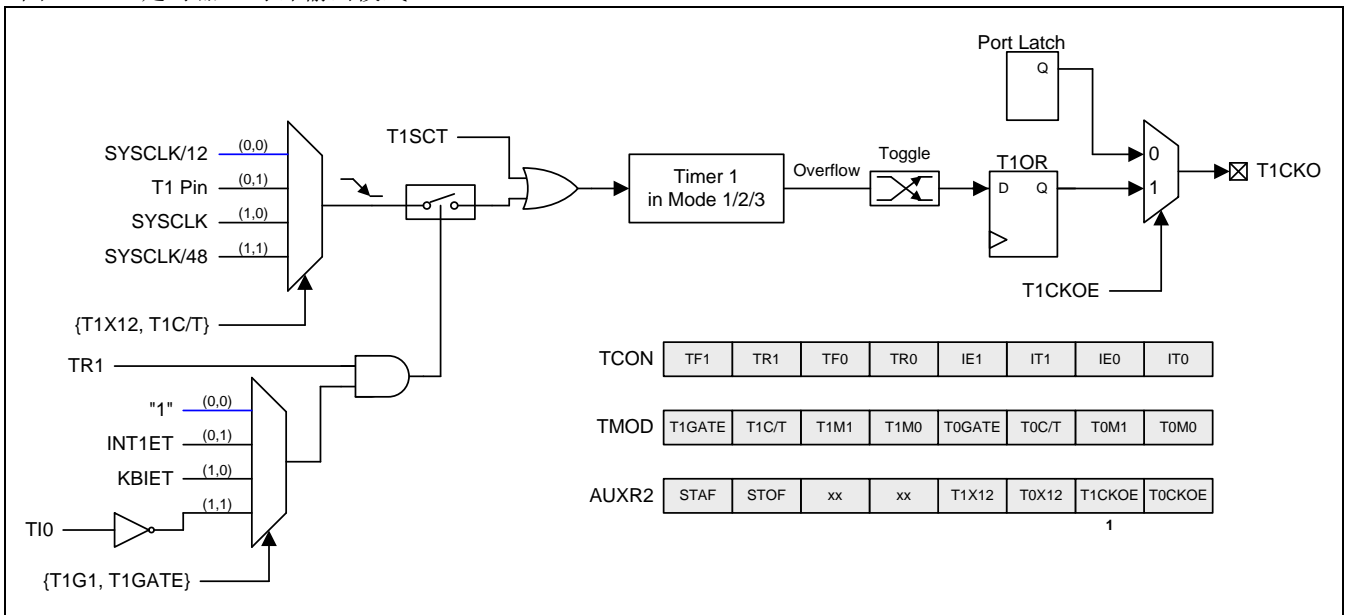 Port Latch
Q
T1SCT
SYSCLK/12 (0,0)
T1 Pin (0,1)
SYSCLK (1,0)
SYSCLK/48 (1,1)
{T1X12, T1C/T}
Timer 1
in Mode 1/2/3
Overflow
Toggle
T1OR
D Q
0
1
T1CKO
T1CKOE
TR1
"1" (0,0)
INT1ET (0,1)
KBIET (1,0)
(1,1)
TI0
{T1G1, T1GATE}
TCON TF1 TR1 TF0 TR0 IE1 IT1 IE0 IT0
TMOD T1GATE T1C/T T1M1 T1M0 T0GATE T0C/T T0M1 T0M0
AUXR2 STAF STOF xx xx T1X12 T0X12 T1CKOE T0CKOE
1